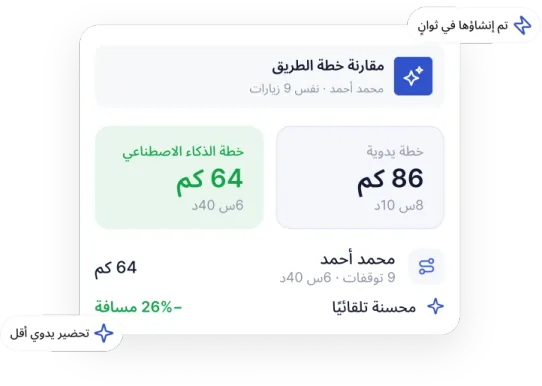 تم إنشاؤها في ثوانٍ
مقارنة خطة الطريق
محمد أحمد · نفس 9 زيارات
خطة يدوية
86 كم
8س 10د
خطة الذكاء الاصطناعي
64 كم
6س 40د
محمد أحمد
9 توقفات · 6س 40د
64 كم
محسنة تلقائيًا
−26% مسافة
تحضير يدوي أقل